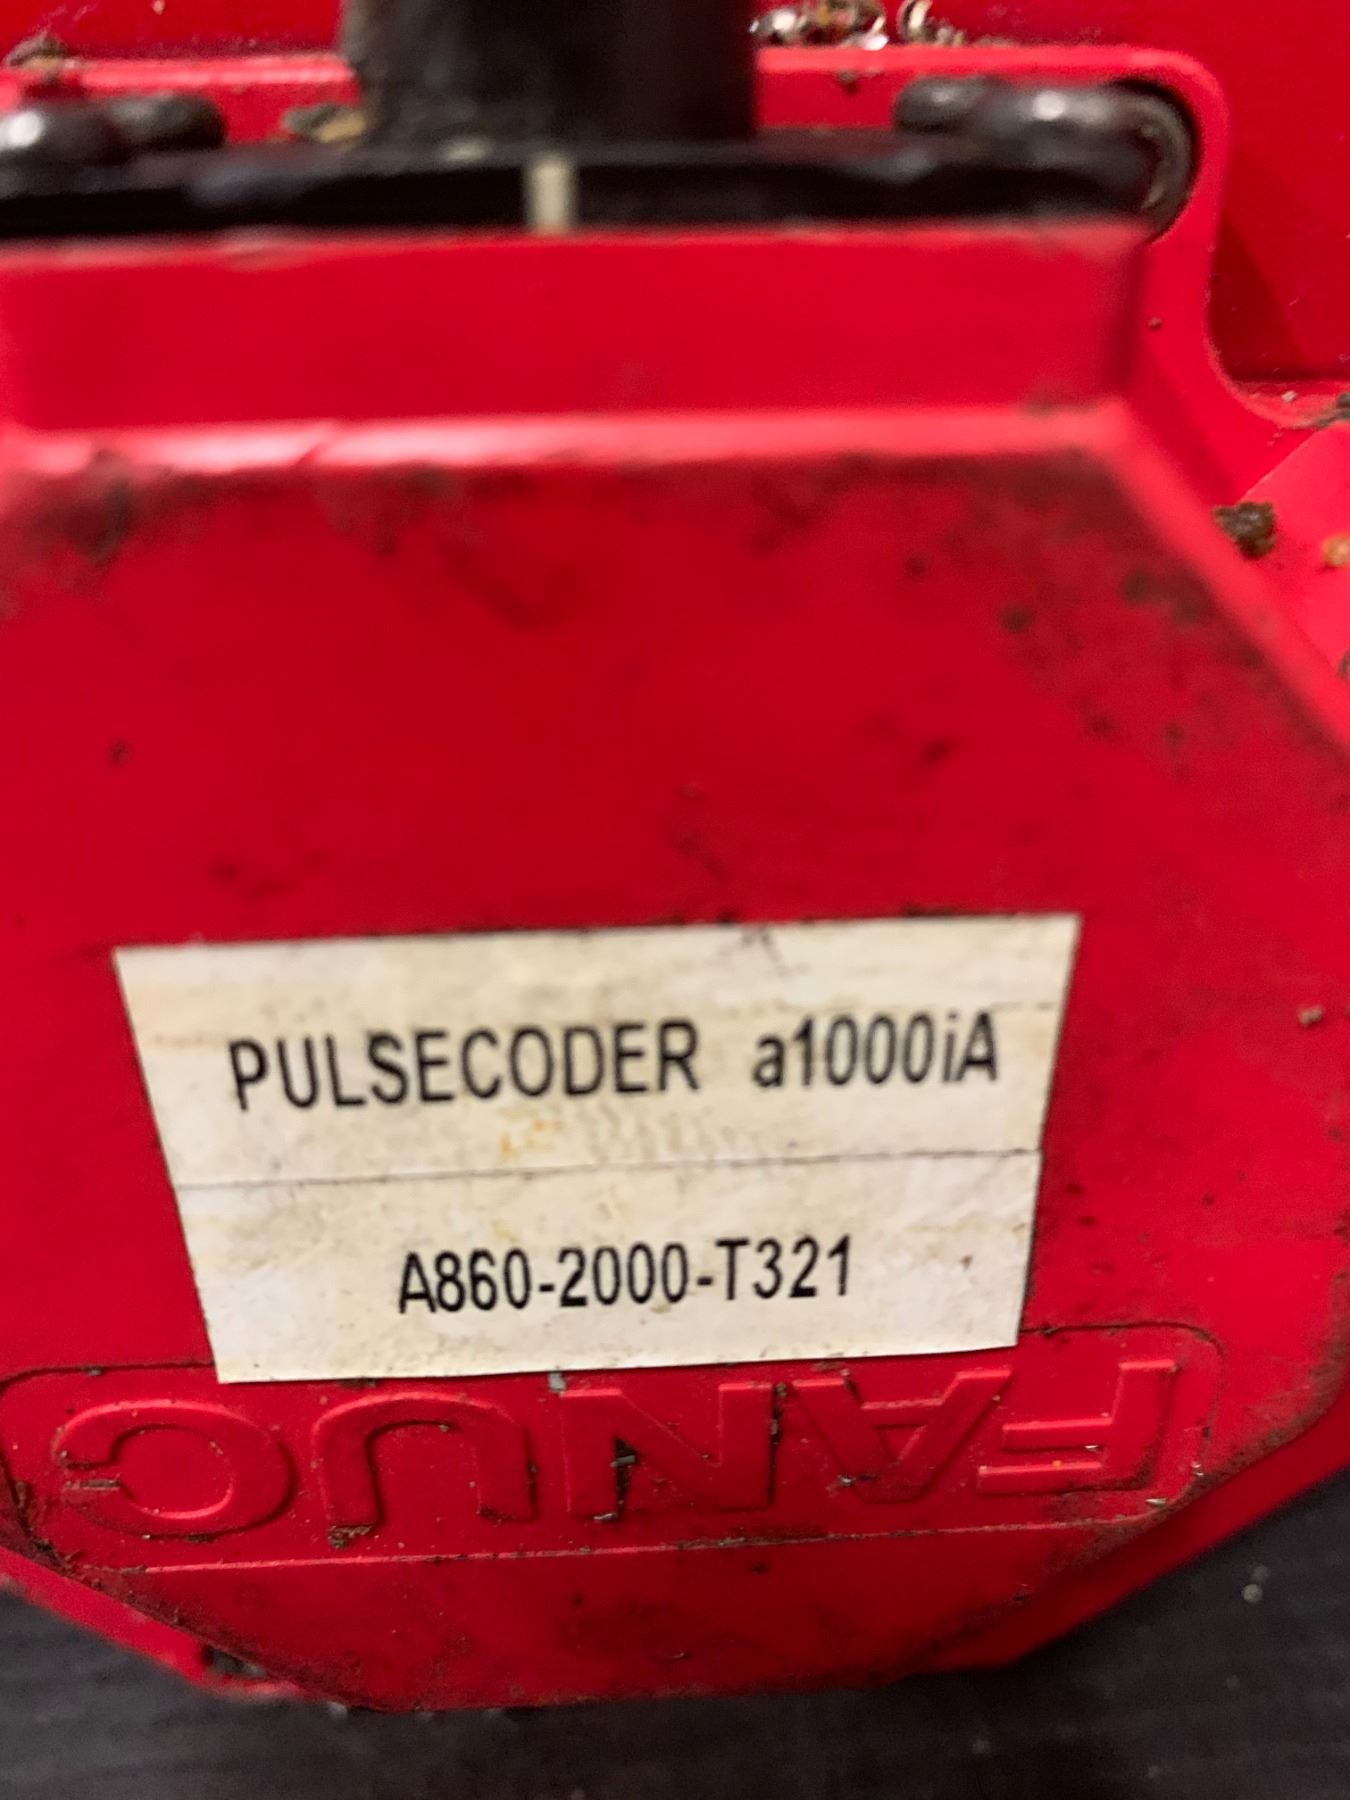 PULSECODER a1000iA
A860-2000-T321
FANUC